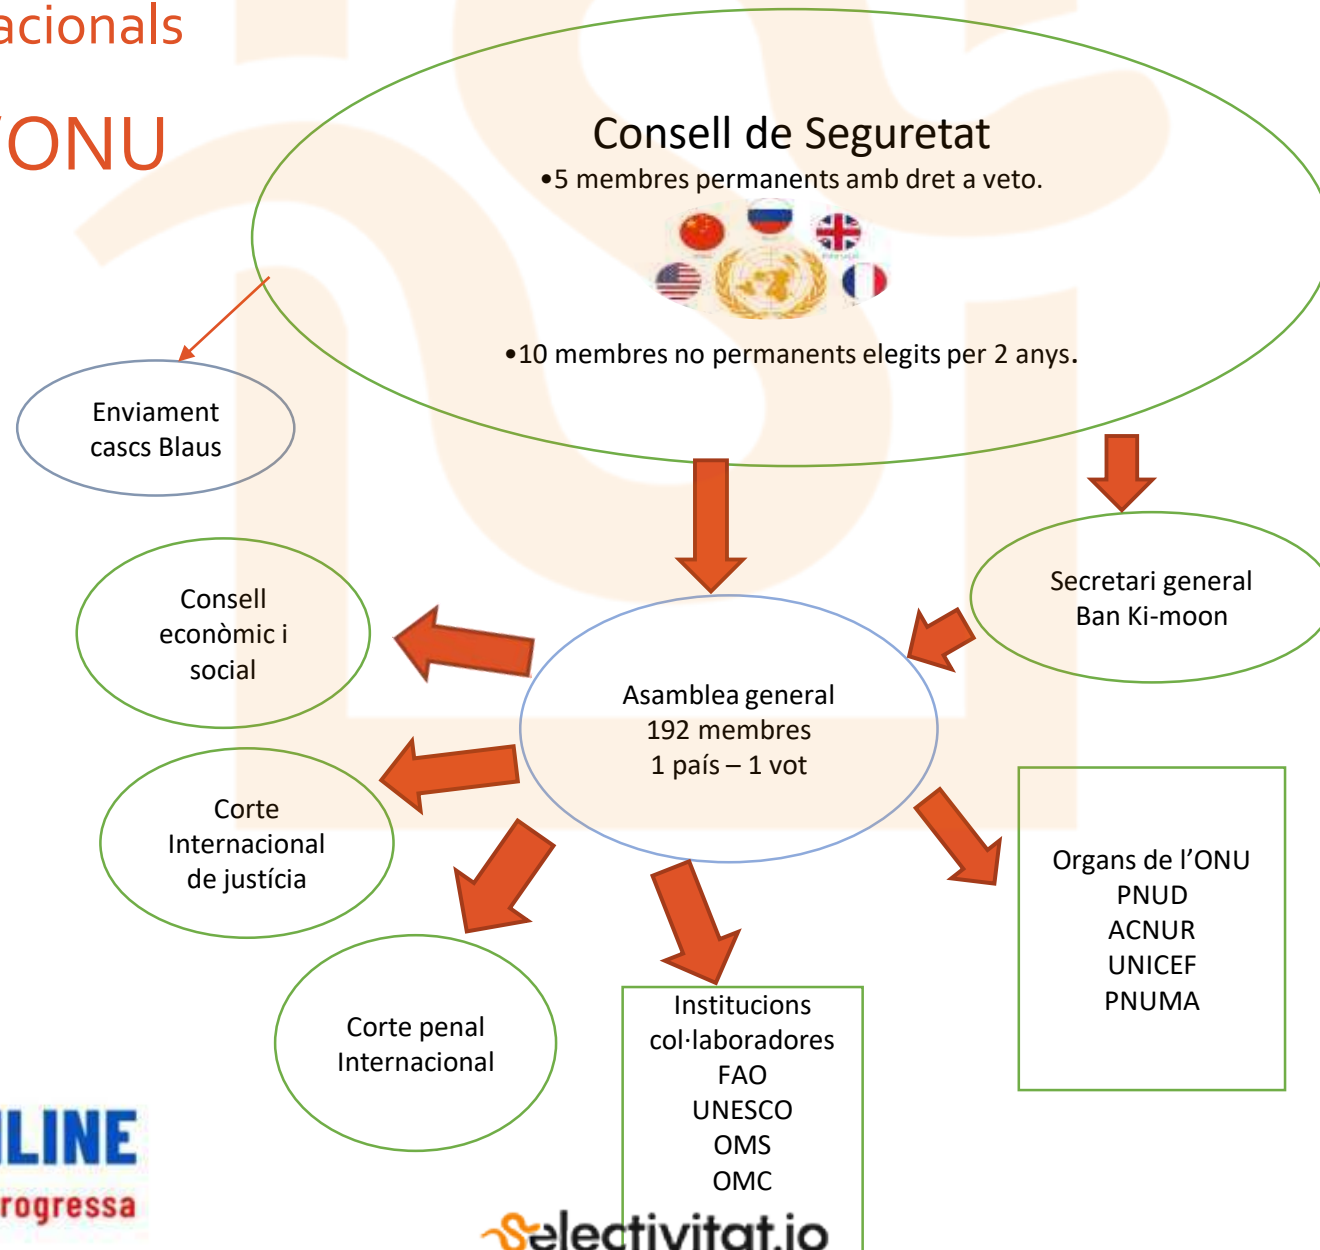 acionals
'ONU
Consell de Seguretat
•5 membres permanents amb dret a veto.
•10 membres no permanents elegits per 2 anys.
Enviament
cascs Blaus
Secretari general
Ban Ki-moon
Consell
econòmic i
social
Asamblea general
192 membres
1 país – 1 vot
Corte
Internacional
de justícia
Organs de l’ONU
PNUD
ACNUR
UNICEF
PNUMA
Corte penal
Internacional
Institucions
col·laboradores
FAO
UNESCO
OMS
OMC
LINE
rogressa
Selectivitat.io